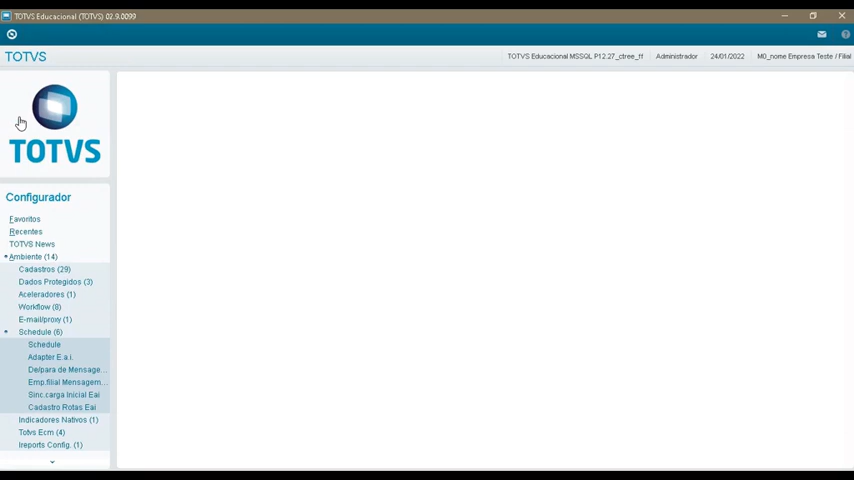 TOTVS Educacional (TOTVS) 02.9.0099
TOTVS
TOTVS Educacional MSSQL P12.27_ctree_rf
Administrador
24/01/2022
M0_nome Empresa Teste / Filial
TOTVS
Configurador
Favoritos
Recentes
TOTVS News
Ambiente (14)
Cadastros (29)
Dados Protegidos (3)
Aceleradores (1)
Workflow (8)
E-mail/proxy (1)
Schedule (6)
Schedule
Adapter E.a.i.
De/para de Mensage...
Emp.filial Mensagem...
Sinc.carga Inicial Eai
Cadastro Rotas Eai
Indicadores Nativos (1)
Totvs Ecm (4)
Ireports Config. (1)